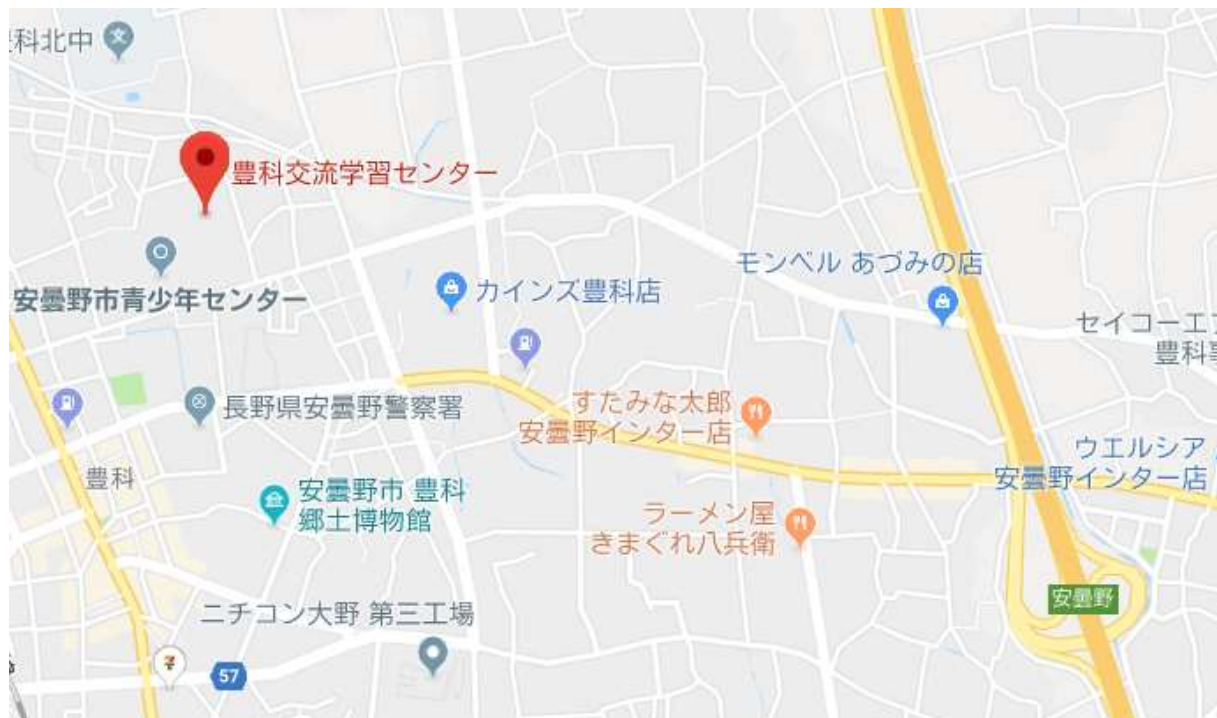 科北中
豊科交流学習センター
モンベル あづみの店
カインズ豊科店
安曇野市青少年センター
セイコーエ
豊科
すたみな太郎
安曇野インター店
長野県安曇野警察署
ウエルシア
安曇野インター店
豊科
安曇野市 豊科
郷土博物館
ラーメン屋
きまぐれ八兵衛
安曇野
ニチコン大野 第三工場
57